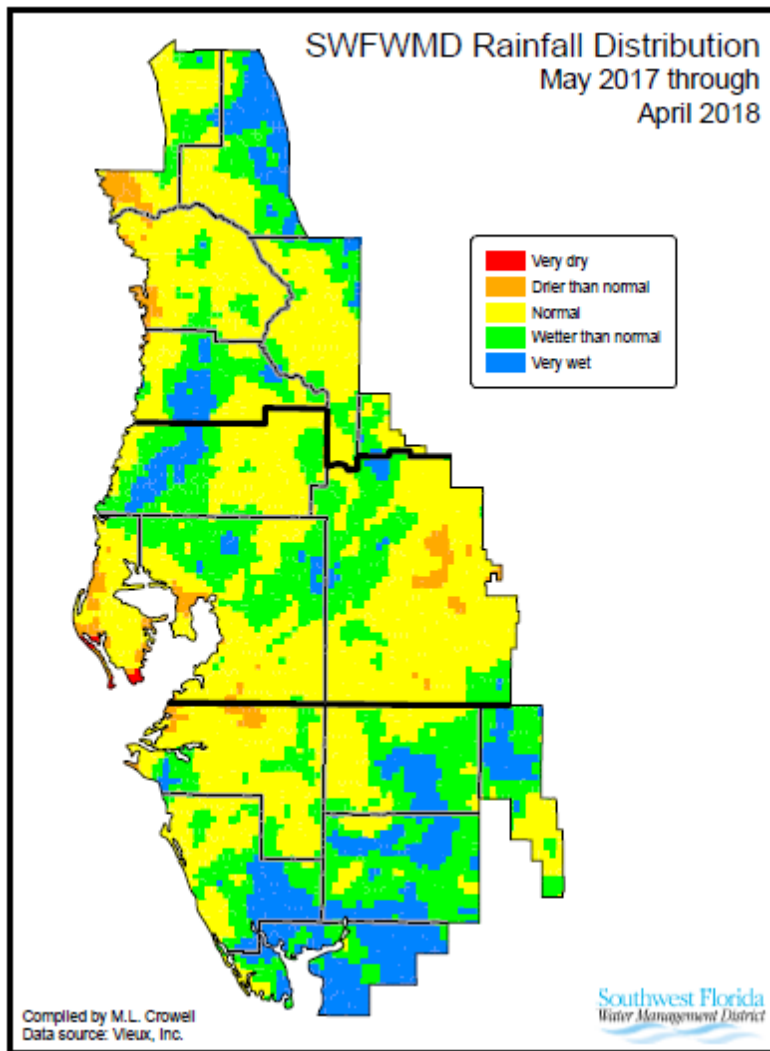 SWFWMD Rainfall Distribution
May 2017 through
April 2018
Very dry
Drier than normal
Normal
Wetter than normal
Very wet
Compiled by M.L. Crowell
Data source: Vieux, Inc.
Southwest Florida
Water Management District